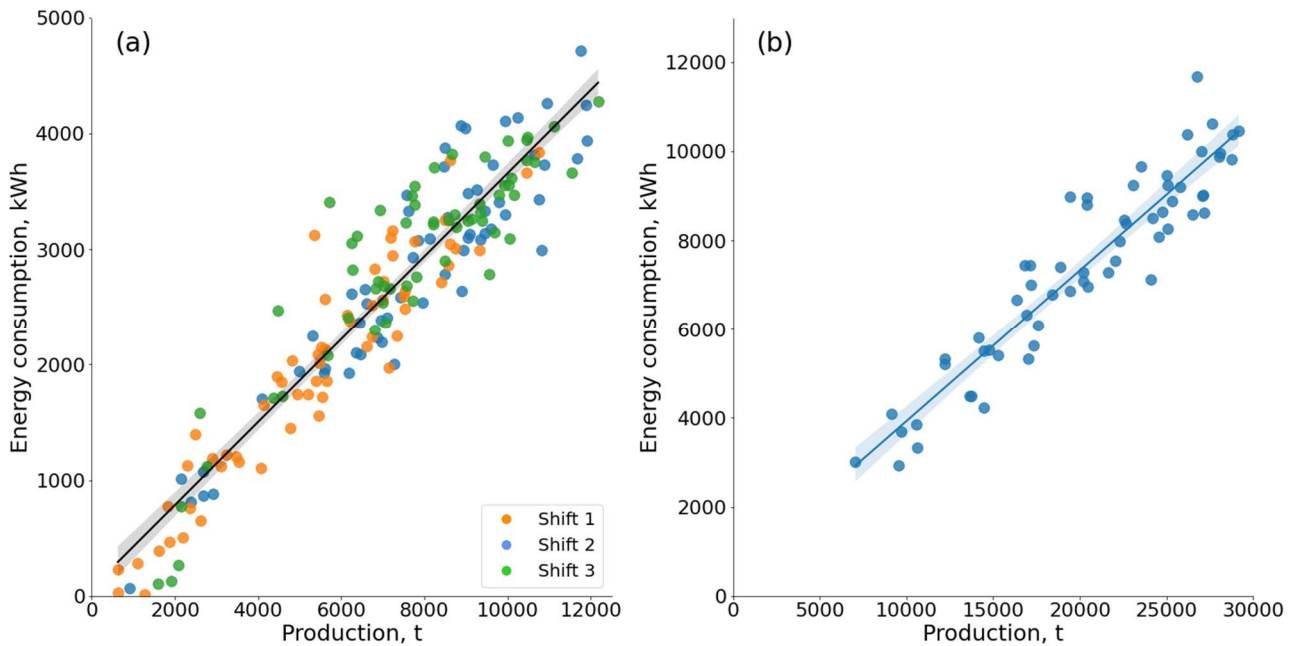 (a)
5000
4000
3000
2000
1000
0
Energy consumption, kWh
0 2000 4000 6000 8000 10000 12000
Production, t
Shift 1
Shift 2
Shift 3
(b)
12000
10000
8000
6000
4000
2000
0
Energy consumption, kWh
0 5000 10000 15000 20000 25000 30000
Production, t